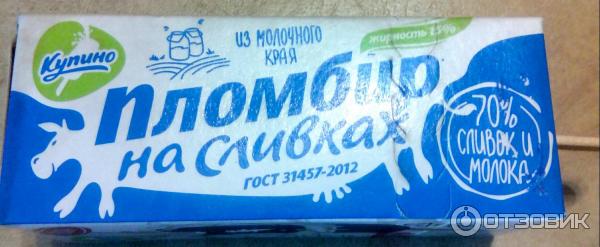 Купино
из молочного
края
жирность 15%
Пломбир
на сливках
ГОСТ 31457-2012
70%
сливок и
молока
ОТЗОВИК